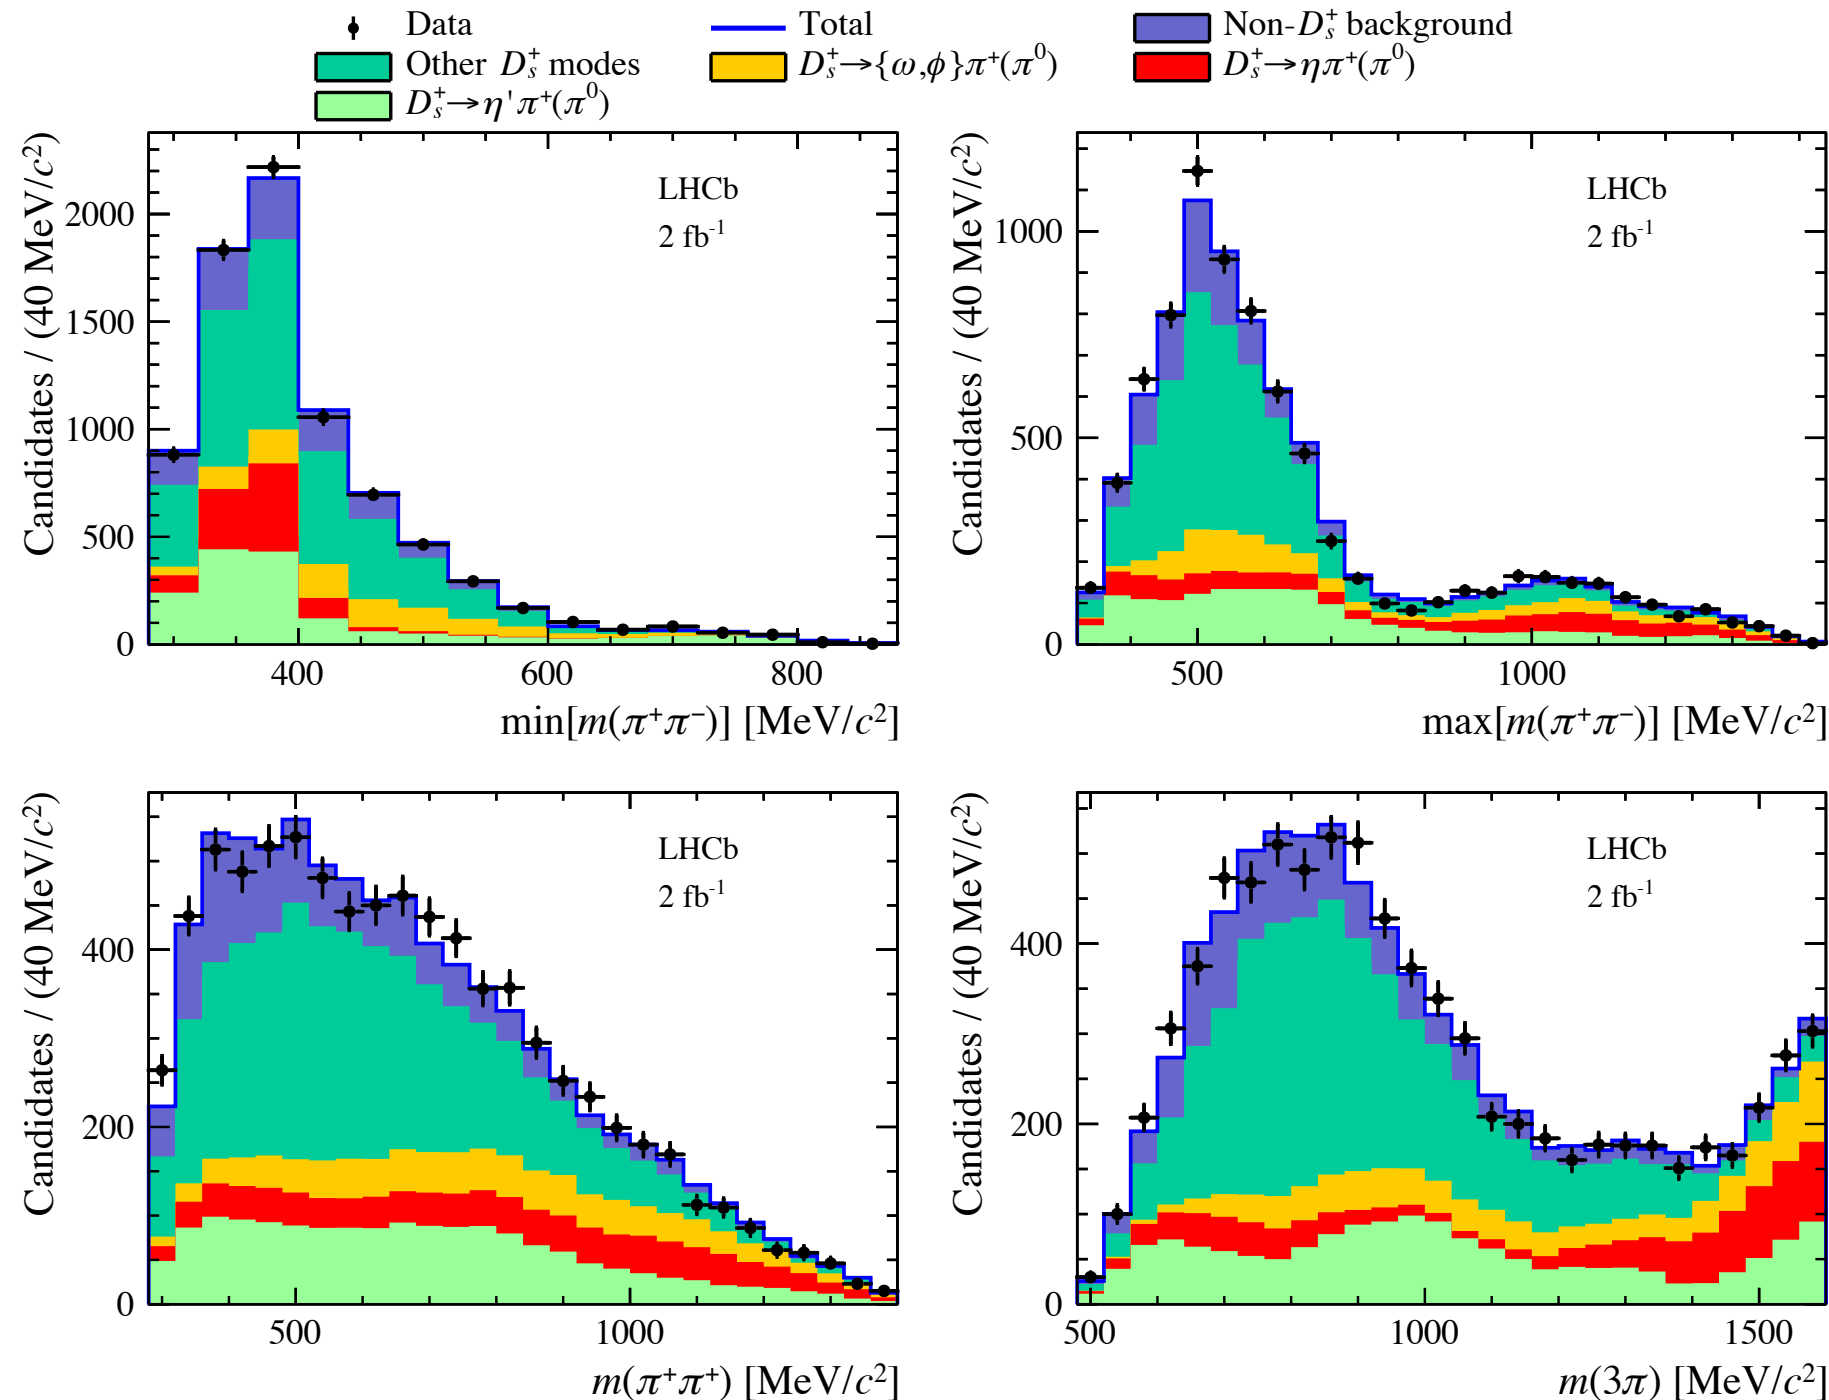 Data
Total
Non-D_s^+ background
Other D_s^+ modes
D_s^+→{ω,ϕ}π^+(π^0)
D_s^+→ηπ^+(π^0)
D_s^+→η'π^+(π^0)
Candidates / (40 MeV/c^2)
2000
1500
1000
500
0
LHCb
2 fb^-1
400
600
800
min[m(π^+π^−)] [MeV/c^2]
Candidates / (40 MeV/c^2)
1000
500
0
LHCb
2 fb^-1
500
1000
max[m(π^+π^−)] [MeV/c^2]
Candidates / (40 MeV/c^2)
400
200
0
LHCb
2 fb^-1
500
1000
m(π^+π^+) [MeV/c^2]
Candidates / (40 MeV/c^2)
400
200
0
LHCb
2 fb^-1
500
1000
1500
m(3π) [MeV/c^2]